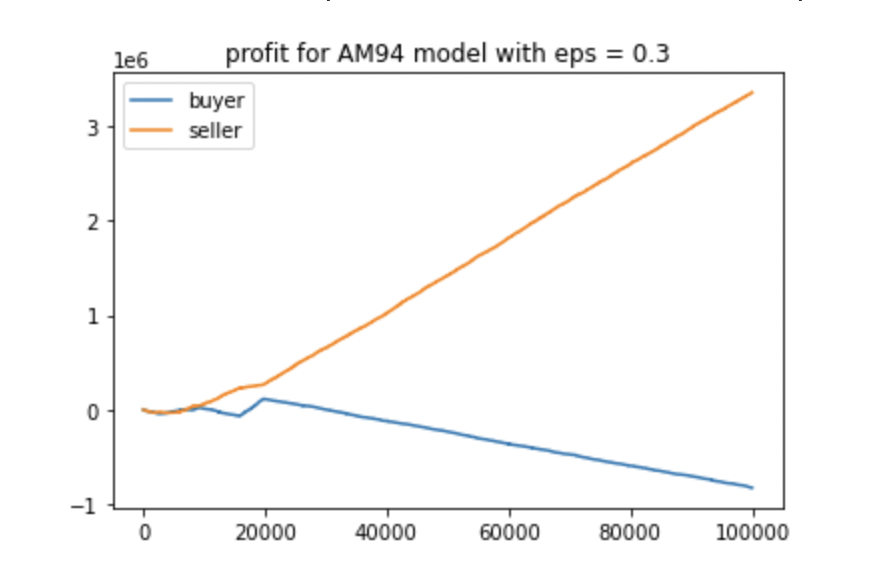 profit for AM94 model with eps = 0.3
1e6
buyer
seller
3
2
1
0
−1
0 20000 40000 60000 80000 100000